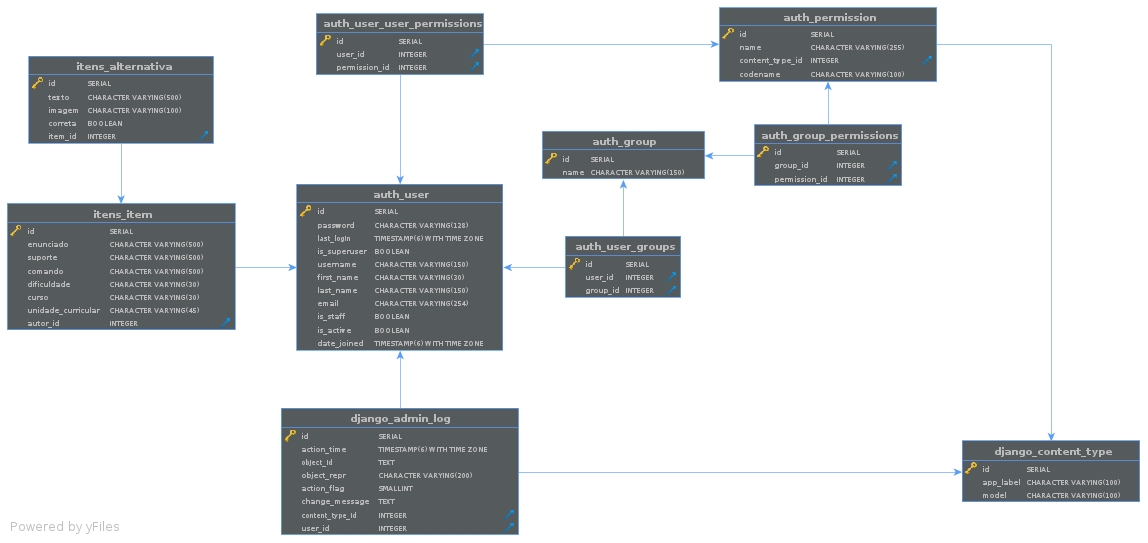 auth_user_user_permissions
id SERIAL
user_id INTEGER
permission_id INTEGER
auth_permission
id SERIAL
name CHARACTER VARYING(255)
content_type_id INTEGER
codename CHARACTER VARYING(100)
itens_alternativa
id SERIAL
texto CHARACTER VARYING(500)
imagem CHARACTER VARYING(100)
correta BOOLEAN
item_id INTEGER
auth_group
id SERIAL
name CHARACTER VARYING(150)
auth_group_permissions
id SERIAL
group_id INTEGER
permission_id INTEGER
itens_item
id SERIAL
enunciado CHARACTER VARYING(500)
suporte CHARACTER VARYING(500)
comando CHARACTER VARYING(500)
dificuldade CHARACTER VARYING(30)
curso CHARACTER VARYING(30)
unidade_curricular CHARACTER VARYING(45)
autor_id INTEGER
auth_user
id SERIAL
password CHARACTER VARYING(128)
last_login TIMESTAMP(6) WITH TIME ZONE
is_superuser BOOLEAN
username CHARACTER VARYING(150)
first_name CHARACTER VARYING(30)
last_name CHARACTER VARYING(150)
email CHARACTER VARYING(254)
is_staff BOOLEAN
is_active BOOLEAN
date_joined TIMESTAMP(6) WITH TIME ZONE
auth_user_groups
id SERIAL
user_id INTEGER
group_id INTEGER
django_admin_log
id SERIAL
action_time TIMESTAMP(6) WITH TIME ZONE
object_id TEXT
object_repr CHARACTER VARYING(200)
action_flag SMALLINT
change_message TEXT
content_type_id INTEGER
user_id INTEGER
django_content_type
id SERIAL
app_label CHARACTER VARYING(100)
model CHARACTER VARYING(100)
Powered by yFiles